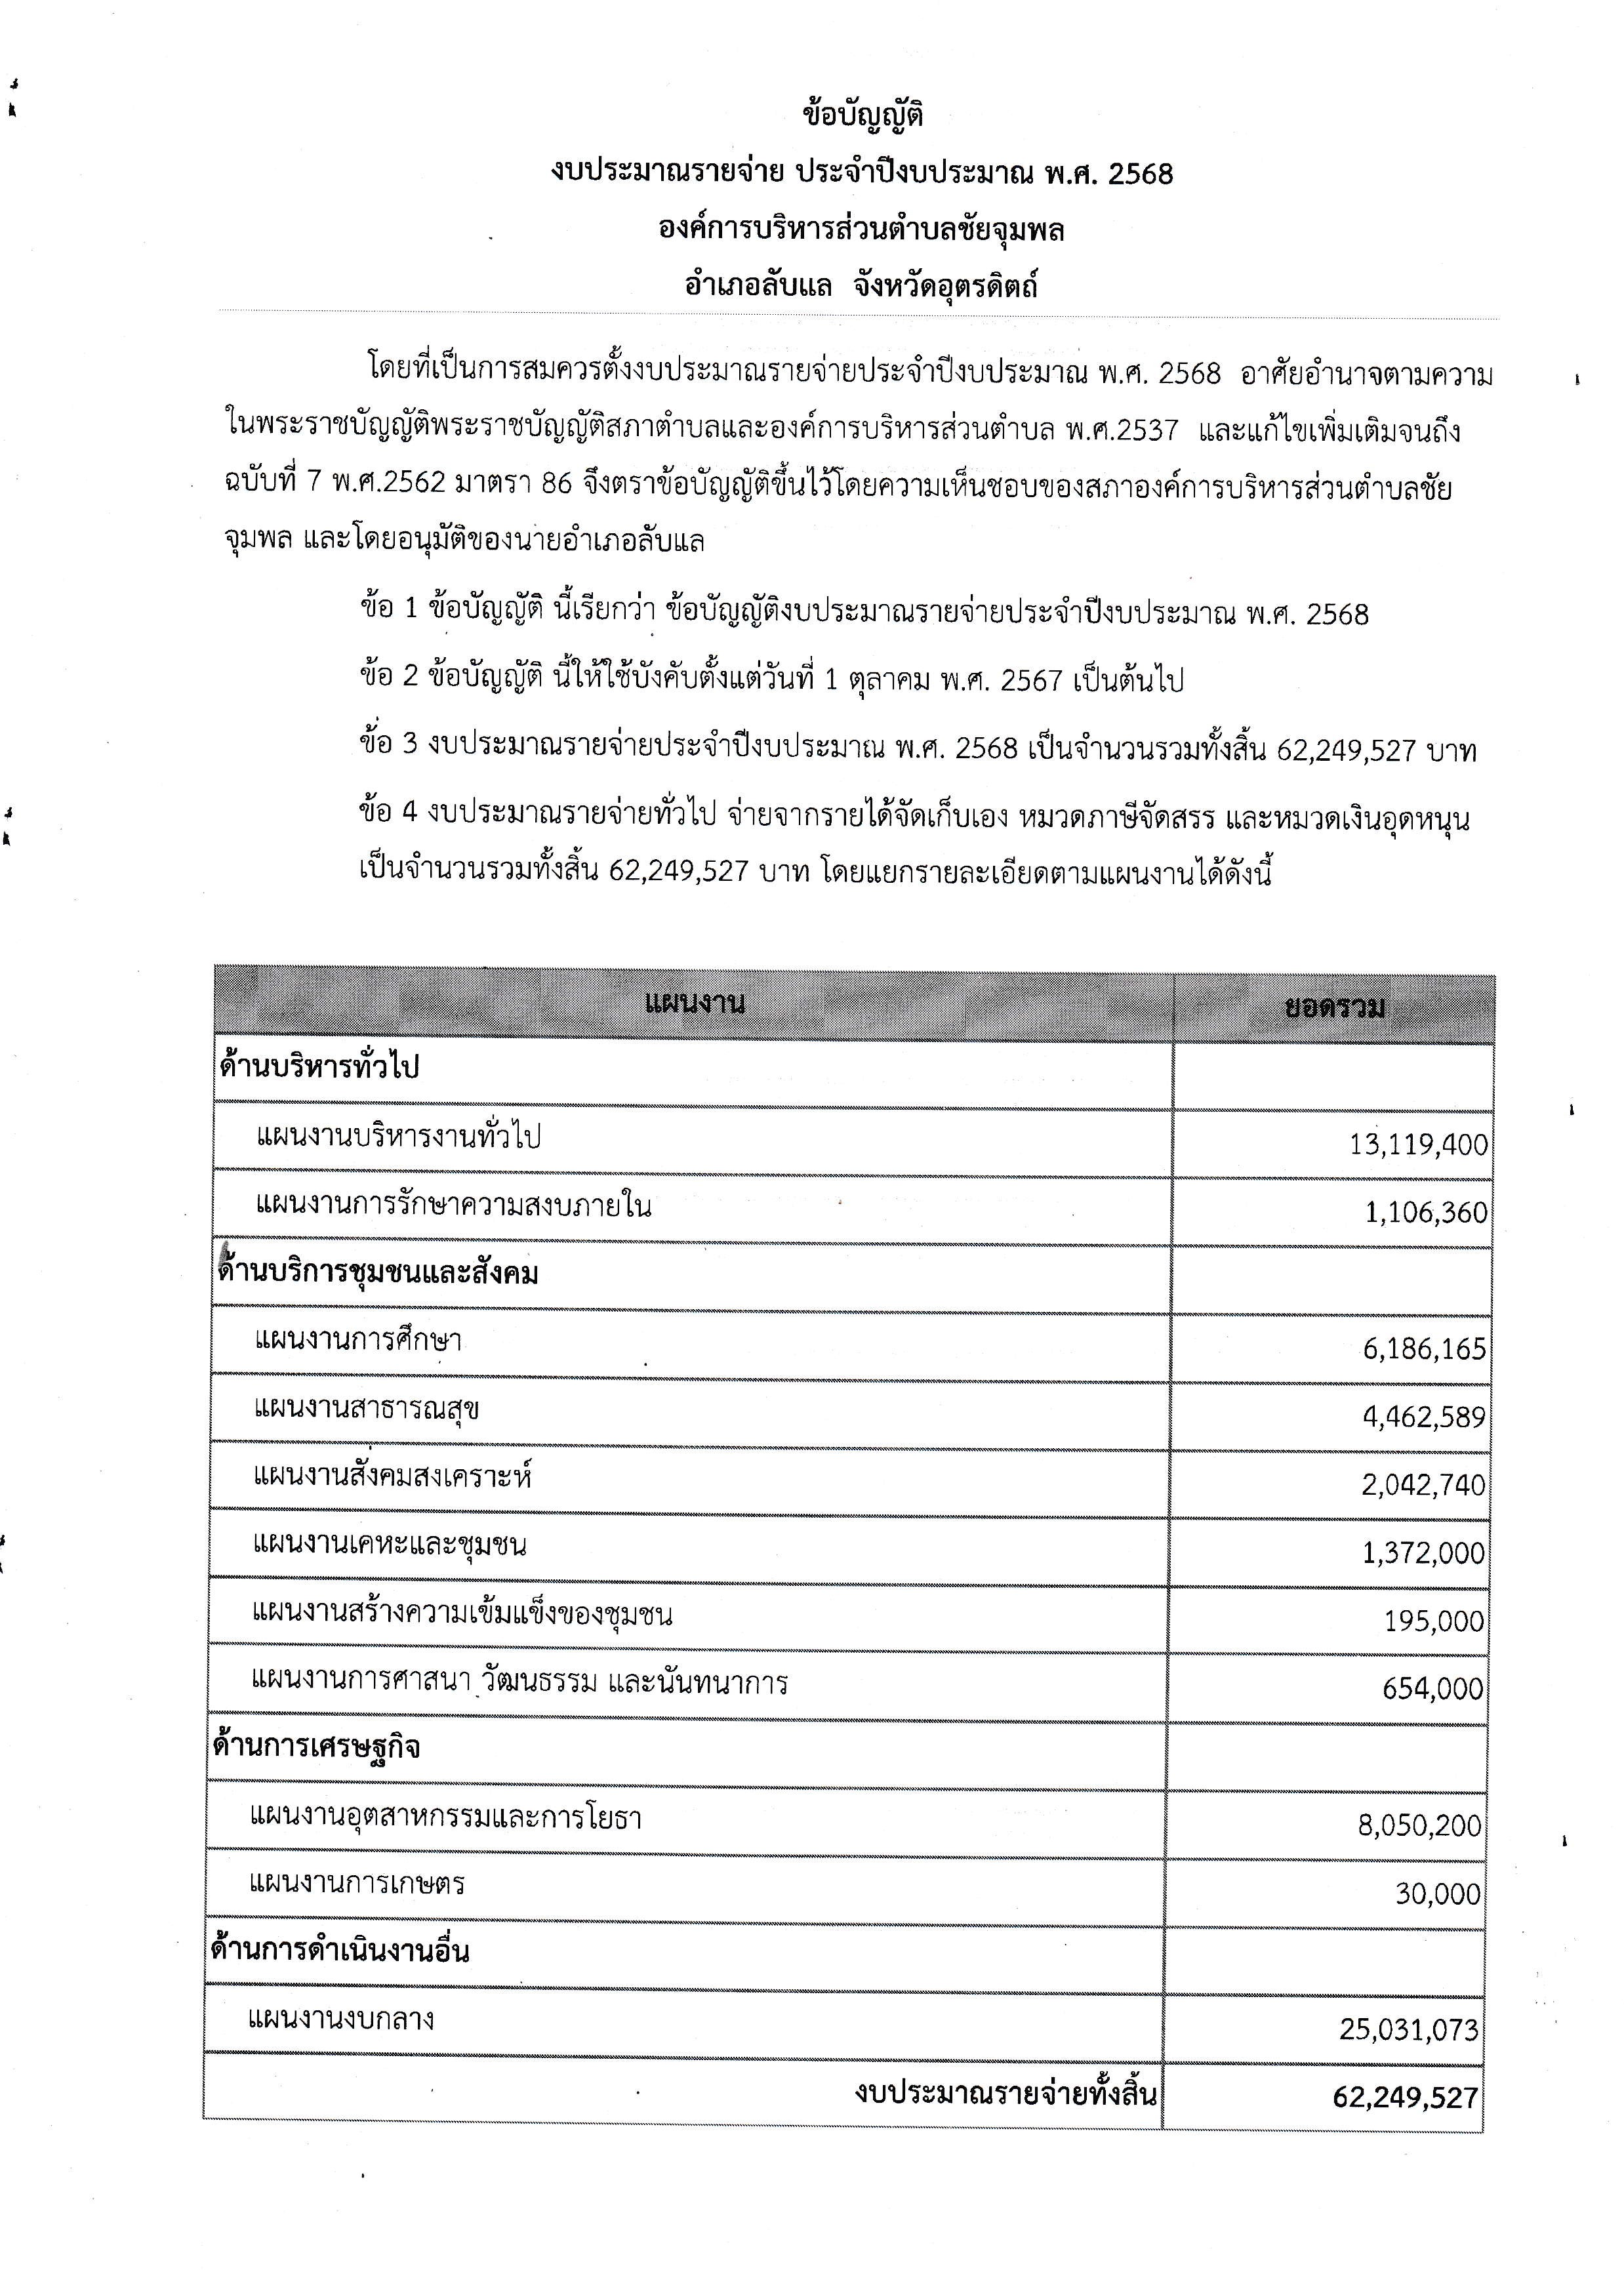 ข้อบัญญัติ
งบประมาณรายจ่าย ประจำปีงบประมาณ พ.ศ. 2568
องค์การบริหารส่วนตำบลชัยจุมพล
อำเภอลับแล จังหวัดอุตรดิตถ์
โดยที่เป็นการสมควรตั้งงบประมาณรายจ่ายประจำปีงบประมาณ พ.ศ. 2568 อาศัยอำนาจตามความ
ในพระราชบัญญัติพระราชบัญญัติสภาตำบลและองค์การบริหารส่วนตำบล พ.ศ.2537 และแก้ไขเพิ่มเติมจนถึง
ฉบับที่ 7 พ.ศ.2562 มาตรา 86 จึงตราข้อบัญญัติขึ้นไว้โดยความเห็นชอบของสภาองค์การบริหารส่วนตำบลชัย
จุมพล และโดยอนุมัติของนายอำเภอลับแล
ข้อ 1 ข้อบัญญัติ นี้เรียกว่า ข้อบัญญัติงบประมาณรายจ่ายประจำปีงบประมาณ พ.ศ. 2568
ข้อ 2 ข้อบัญญัติ นี้ให้ใช้บังคับตั้งแต่วันที่ 1 ตุลาคม พ.ศ. 2567 เป็นต้นไป
ข้อ 3 งบประมาณรายจ่ายประจำปีงบประมาณ พ.ศ. 2568 เป็นจำนวนรวมทั้งสิ้น 62,249,527 บาท
ข้อ 4 งบประมาณรายจ่ายทั่วไป จ่ายจากรายได้จัดเก็บเอง หมวดภาษีจัดสรร และหมวดเงินอุดหนุน
เป็นจำนวนรวมทั้งสิ้น 62,249,527 บาท โดยแยกรายละเอียดตามแผนงานได้ดังนี้
แผนงาน ยอดรวม
ด้านบริหารทั่วไป
แผนงานบริหารงานทั่วไป 13,119,400
แผนงานการรักษาความสงบภายใน 1,106,360
ด้านบริการชุมชนและสังคม
แผนงานการศึกษา 6,186,165
แผนงานสาธารณสุข 4,462,589
แผนงานสังคมสงเคราะห์ 2,042,740
แผนงานเคหะและชุมชน 1,372,000
แผนงานสร้างความเข้มแข็งของชุมชน 195,000
แผนงานการศาสนา วัฒนธรรม และนันทนาการ 654,000
ด้านการเศรษฐกิจ
แผนงานอุตสาหกรรมและการโยธา 8,050,200
แผนงานการเกษตร 30,000
ด้านการดำเนินงานอื่น
แผนงานงบกลาง 25,031,073
งบประมาณรายจ่ายทั้งสิ้น 62,249,527